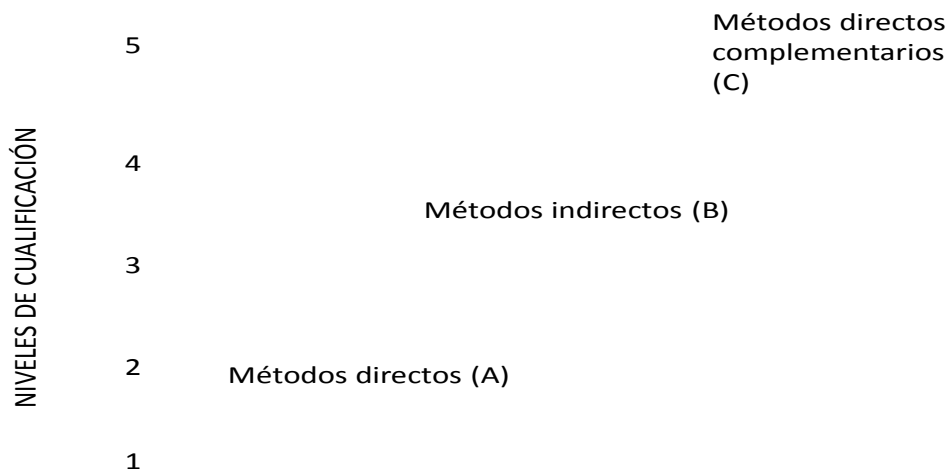 Métodos directos
complementarios
(C)
5
4
Métodos indirectos (B)
3
2
Métodos directos (A)
1
NIVELES DE CUALIFICACIÓN